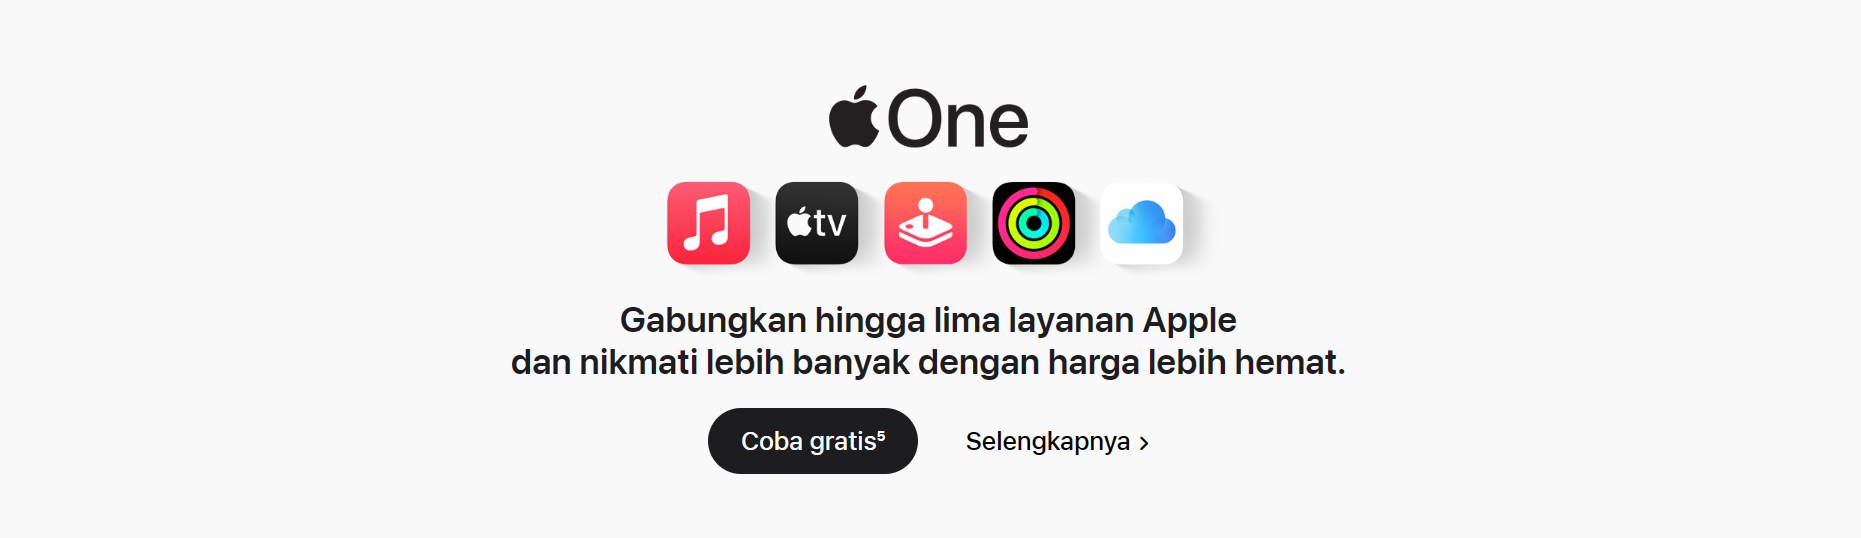 One
tv
Gabungkan hingga lima layanan Apple
dan nikmati lebih banyak dengan harga lebih hemat.
Coba gratis⁵
Selengkapnya >